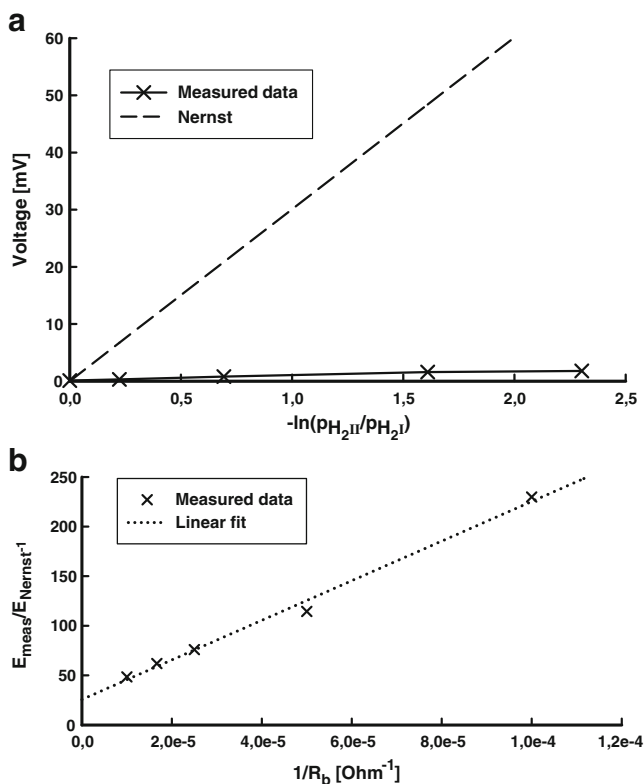 a
60
50
40
30
20
10
0
Voltage [mV]
Measured data
Nernst
0,0 0,5 1,0 1,5 2,0 2,5
-ln(pH2II/pH2I)
b
250
200
150
100
50
0
Emeas/ENernst-1
Measured data
Linear fit
0,0 2,0e-5 4,0e-5 6,0e-5 8,0e-5 1,0e-4 1,2e-4
1/Rb [Ohm-1]